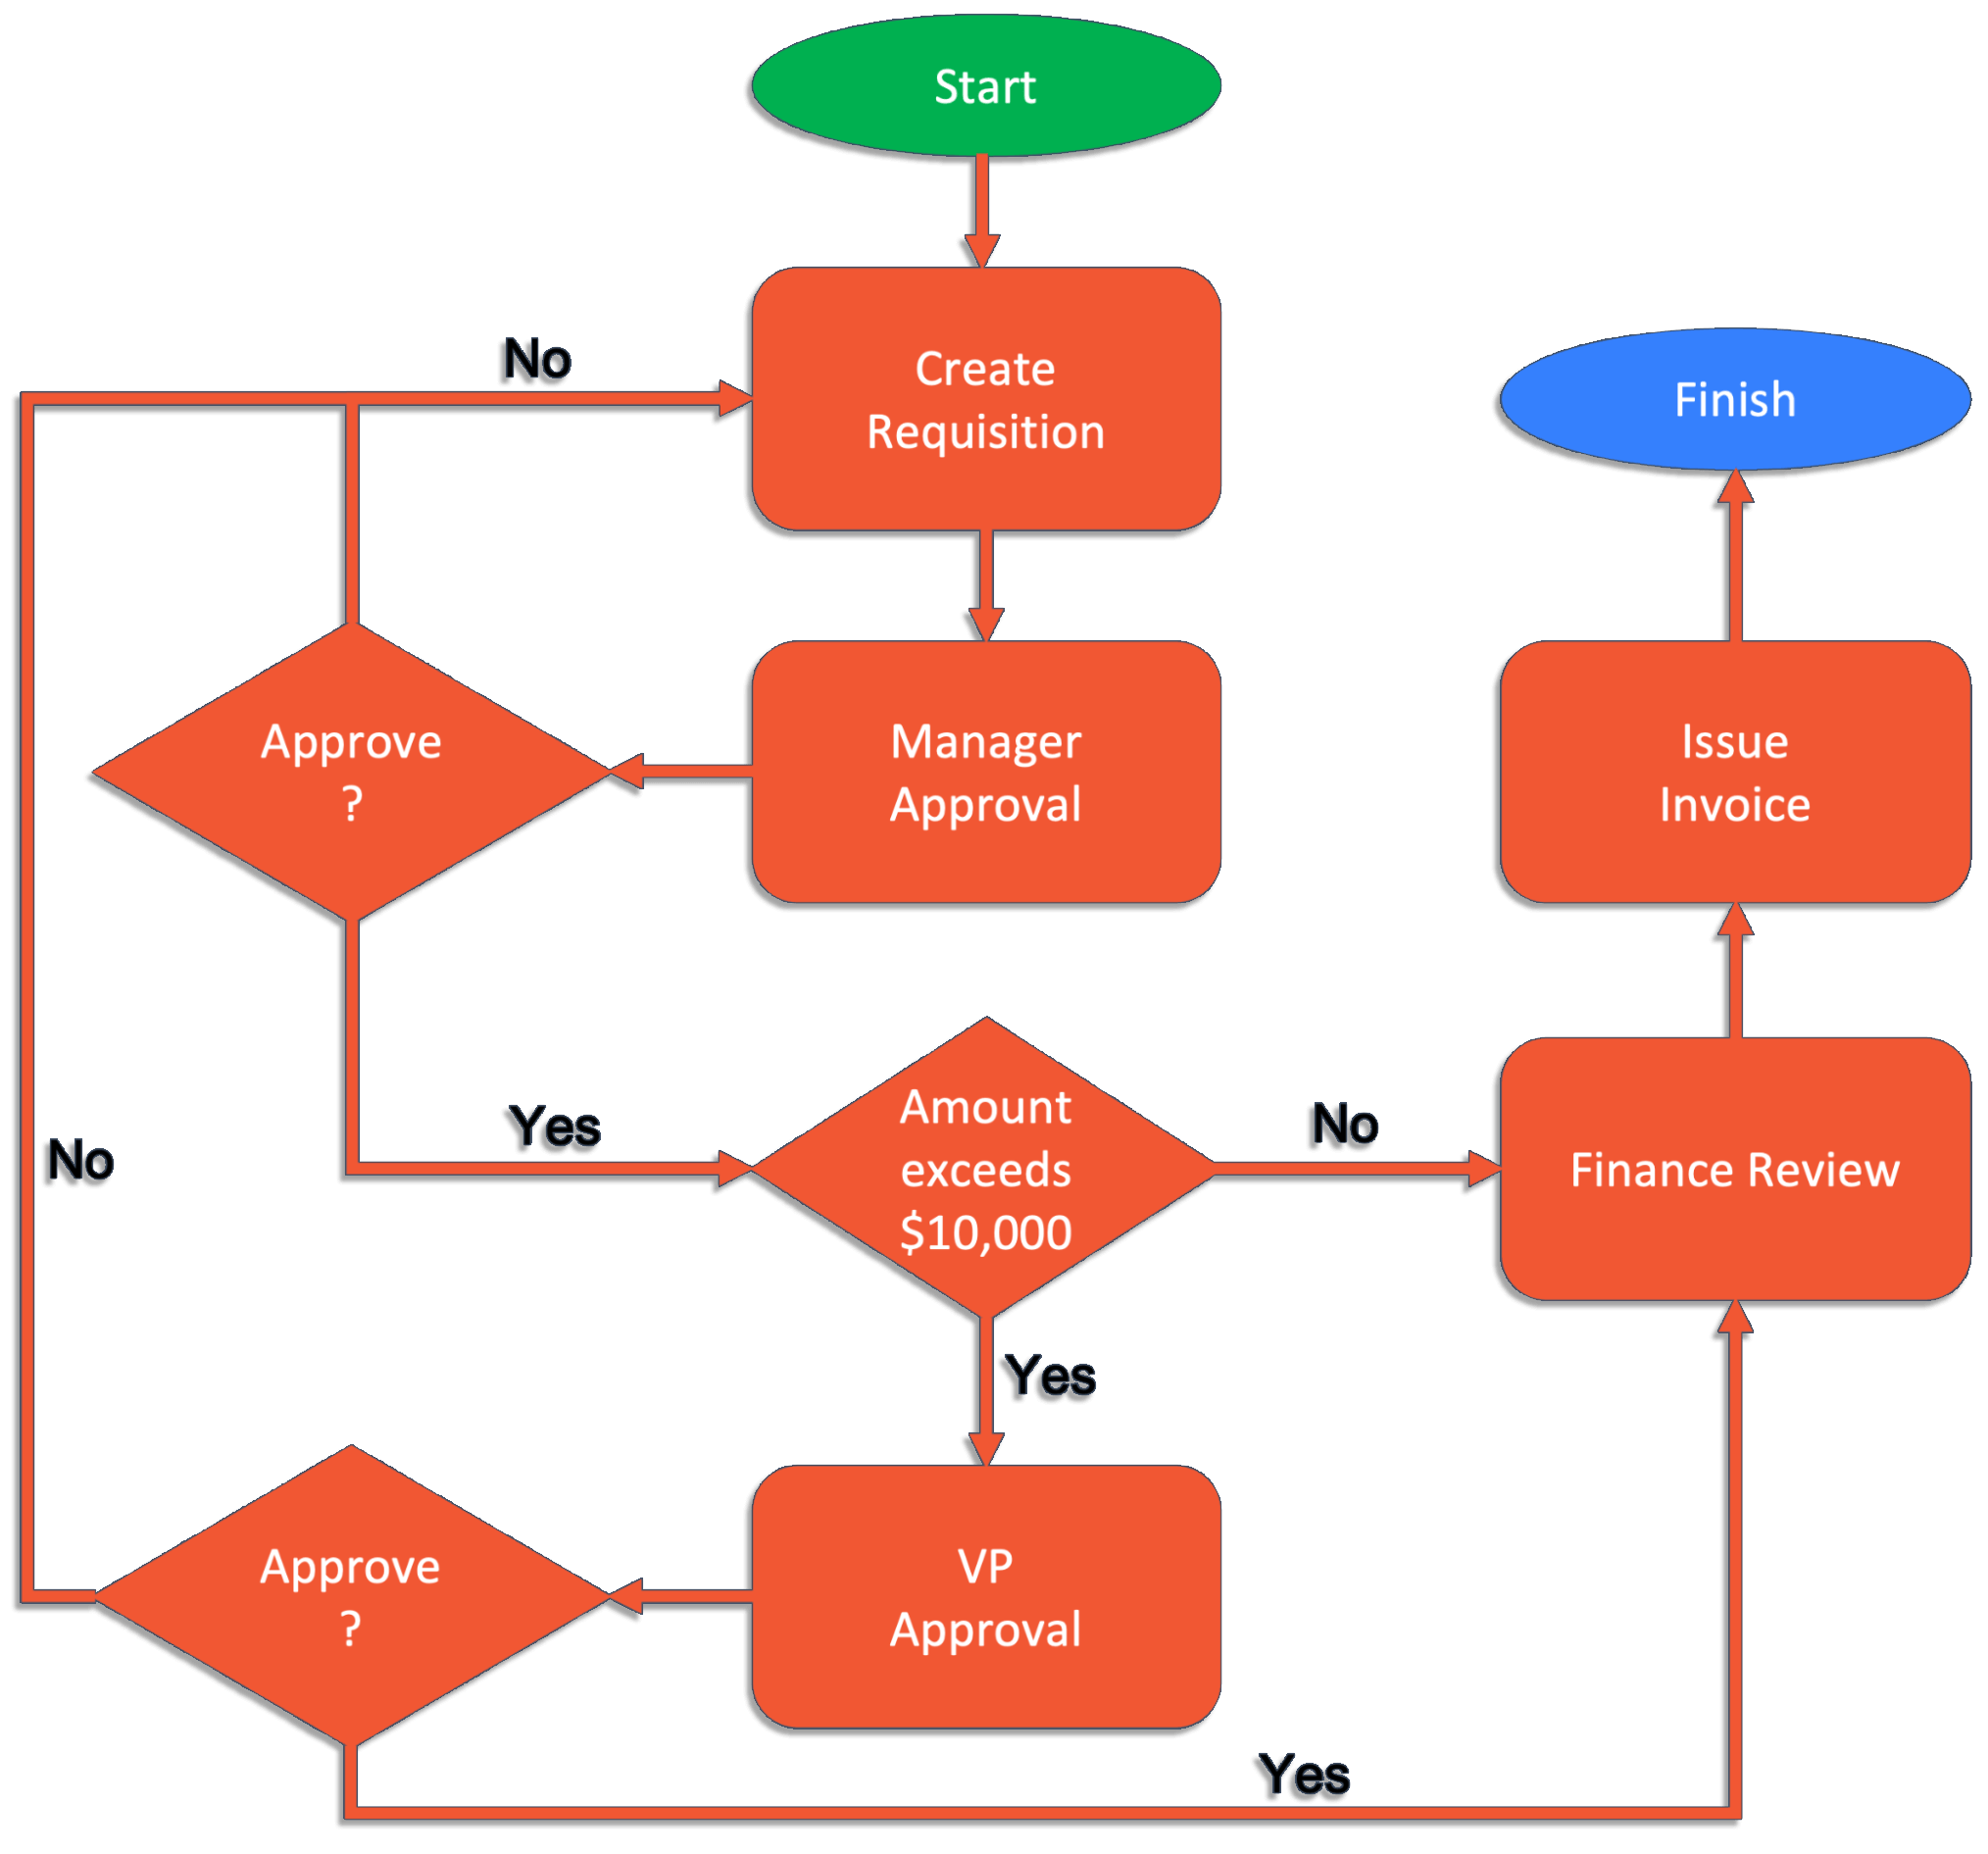 Start
No
Create
Requisition
Finish
Approve
?
Manager
Approval
Issue
Invoice
No
Yes
Amount
exceeds
$10,000
No
Finance Review
Yes
Approve
?
VP
Approval
Yes